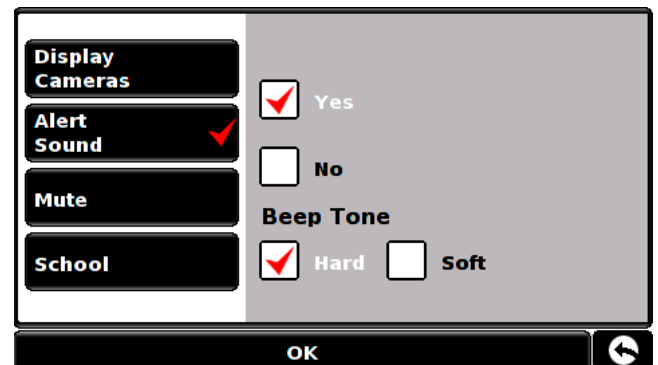 Display
Cameras
Alert
Sound
Mute
School
Yes
No
Beep Tone
Hard Soft
OK